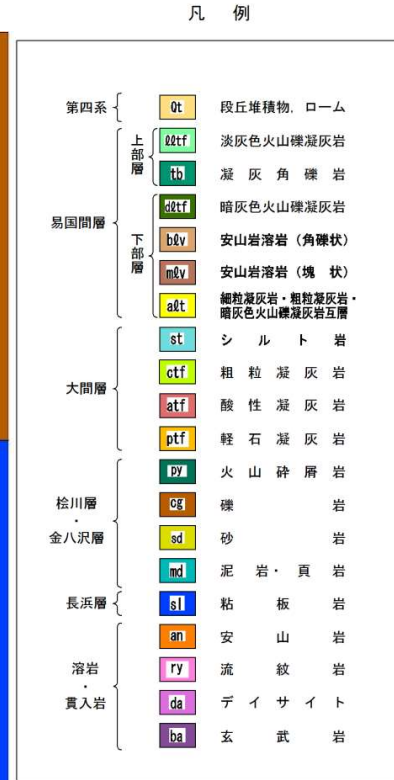 凡 例
第四系 Qt 段丘堆積物, ローム
易国間層 上部層 ℓℓtf 淡灰色火山礫凝灰岩
tb 凝灰角礫岩
下部層 dℓtf 暗灰色火山礫凝灰岩
bℓv 安山岩溶岩(角礫状)
mℓv 安山岩溶岩(塊 状)
aℓt 細粒凝灰岩・粗粒凝灰岩・
暗灰色火山礫凝灰岩互層
大間層 st シルト岩
ctf 粗粒凝灰岩
atf 酸性凝灰岩
ptf 軽石凝灰岩
桧川層・金八沢層 py 火山砕屑岩
cg 礫岩
sd 砂岩
md 泥岩・頁岩
長浜層 sl 粘板岩
溶岩・貫入岩 an 安山岩
ry 流紋岩
da デイサイト
ba 玄武岩